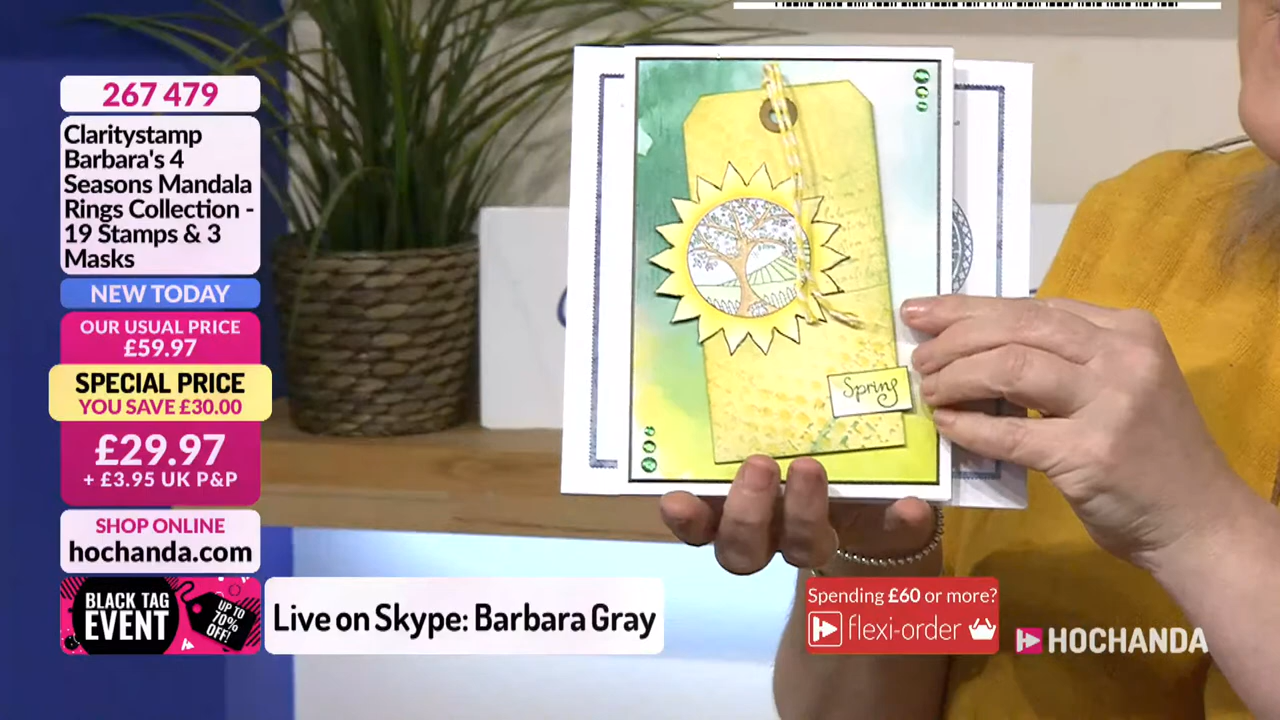 267 479
Claritystamp
Barbara's 4
Seasons Mandala
Rings Collection -
19 Stamps & 3
Masks
NEW TODAY
OUR USUAL PRICE
£59.97
SPECIAL PRICE
YOU SAVE £30.00
£29.97
+ £3.95 UK P&P
SHOP ONLINE
hochanda.com
BLACK TAG
EVENT
UP TO
70%
OFF!
Live on Skype: Barbara Gray
Spring
Spending £60 or more?
flexi-order
HOCHANDA